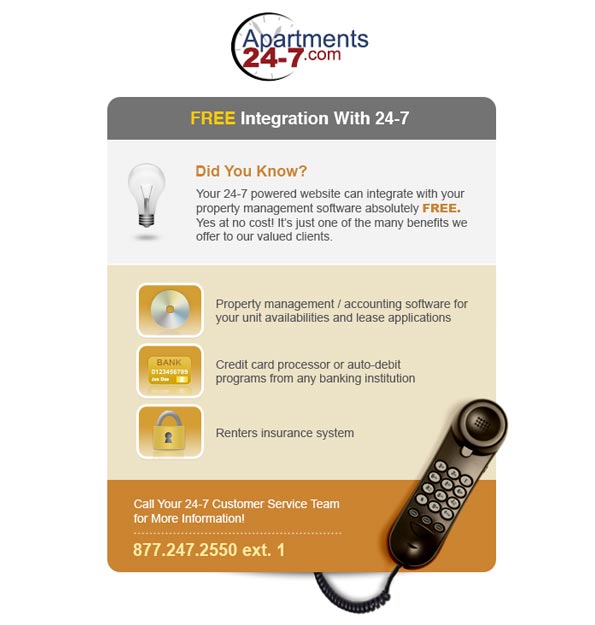 Apartments
24-7.com
FREE Integration With 24-7
Did You Know?
Your 24-7 powered website can integrate with your
property management software absolutely FREE.
Yes at no cost! It's just one of the many benefits we
offer to our valued clients.
Property management / accounting software for
your unit availabilities and lease applications
BANK
0123456789
Credit card processor or auto-debit
programs from any banking institution
Renters insurance system
Call Your 24-7 Customer Service Team
for More Information!
877.247.2550 ext. 1